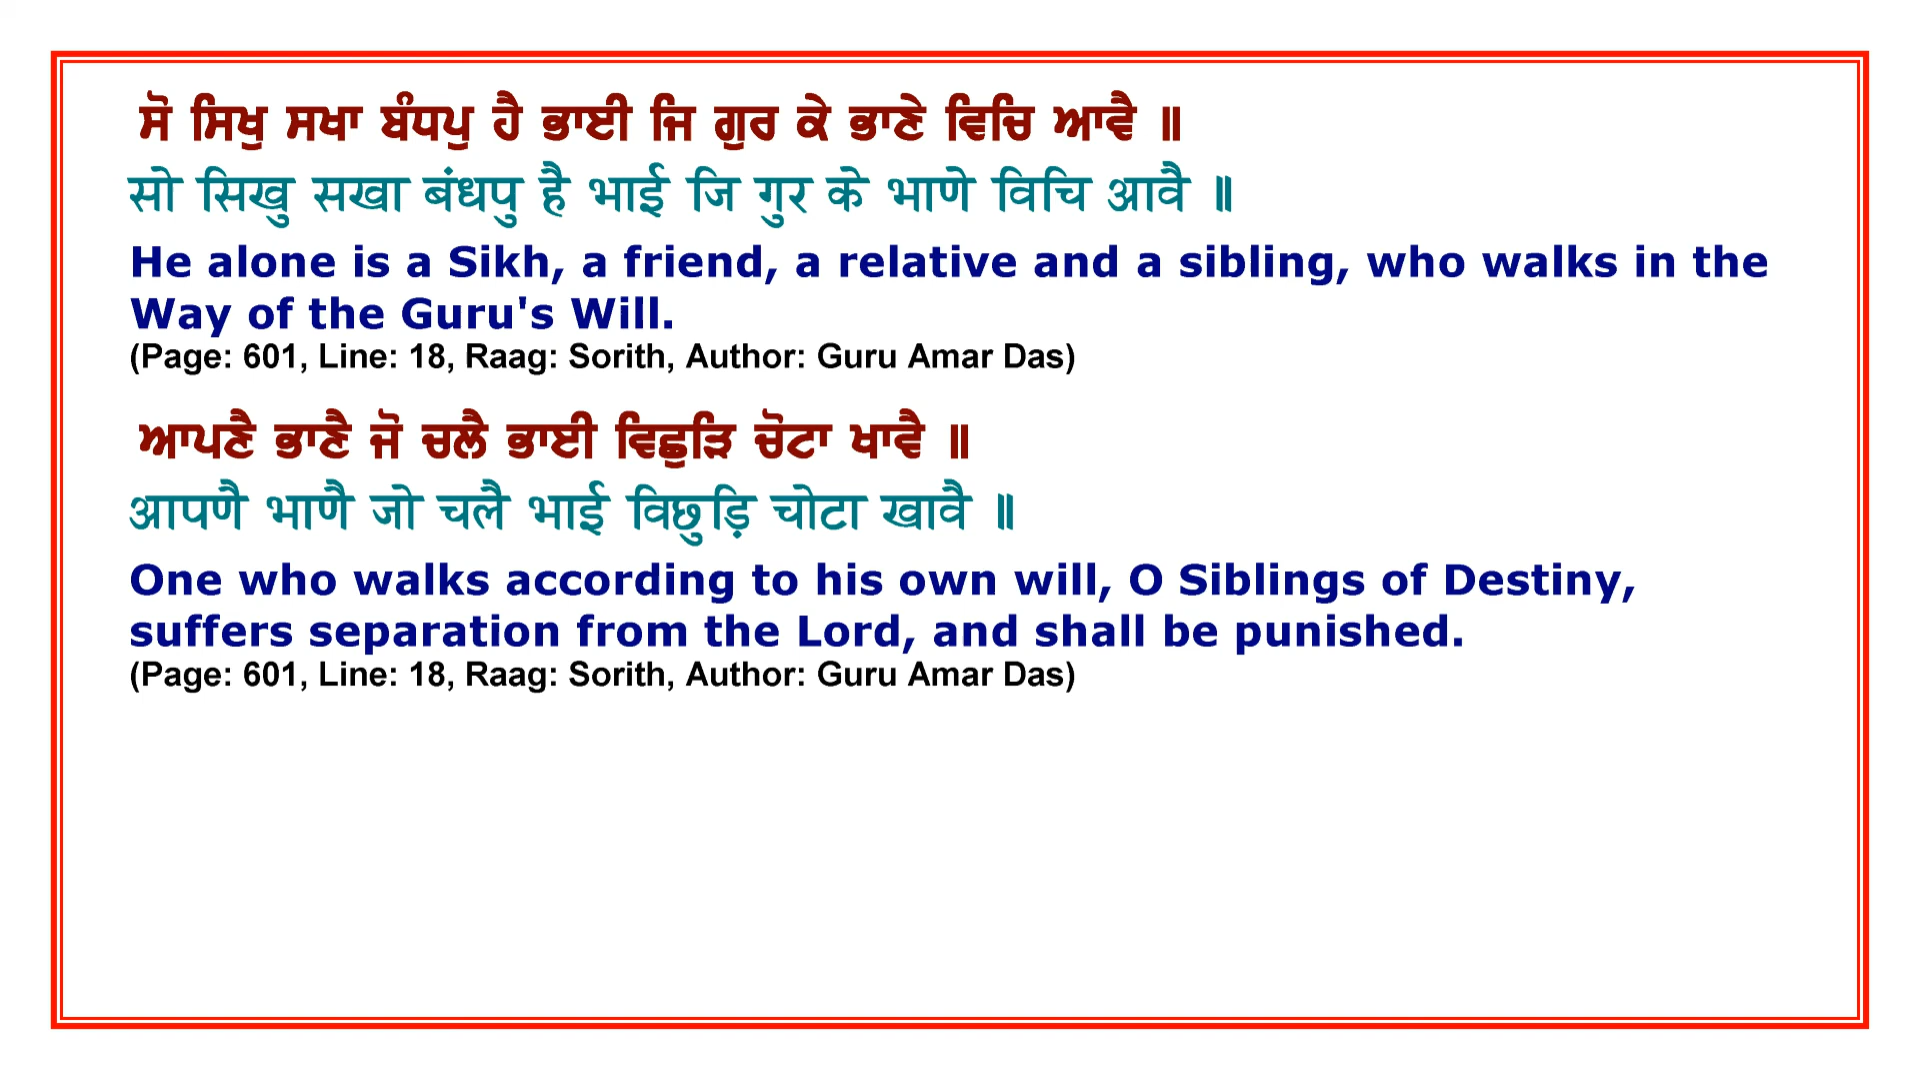 ਸੋ ਸਿਖੁ ਸਖਾ ਬੰਧਪੁ ਹੈ ਭਾਈ ਜਿ ਗੁਰ ਕੇ ਭਾਣੇ ਵਿਚਿ ਆਵੈ ॥
सो सिखु सखा बंधपु है भाई जि गुर के भाणे विचि आवै ॥
He alone is a Sikh, a friend, a relative and a sibling, who walks in the
Way of the Guru's Will.
(Page: 601, Line: 18, Raag: Sorith, Author: Guru Amar Das)
ਆਪਣੈ ਭਾਣੈ ਜੋ ਚਲੈ ਭਾਈ ਵਿਛੁੜਿ ਚੋਟਾ ਖਾਵੈ ॥
आपणै भाणै जो चलै भाई विछुड़ि चोटा खावै ॥
One who walks according to his own will, O Siblings of Destiny,
suffers separation from the Lord, and shall be punished.
(Page: 601, Line: 18, Raag: Sorith, Author: Guru Amar Das)